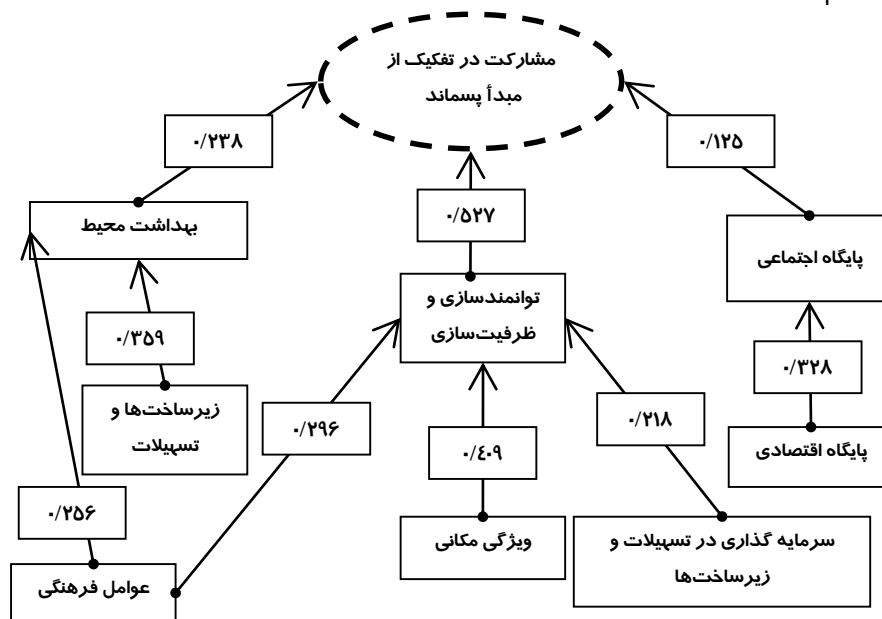 مشارکت در تفکیک از
مبدأ پسماند
۰/۲۳۸
۰/۱۲۵
۰/۵۲۷
بهداشت محیط
پایگاه اجتماعی
توانمندسازی و
ظرفیت‌سازی
۰/۳۵۹
۰/۳۲۸
زیرساخت‌ها و
تسهیلات
۰/۲۹۶
۰/٤۰۹
۰/۲۱۸
پایگاه اقتصادی
۰/۲۵۶
ویژگی مکانی
سرمایه گذاری در تسهیلات و
زیرساخت‌ها
عوامل فرهنگی